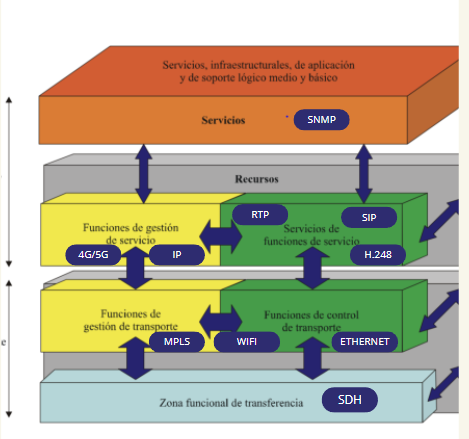 Servicios, infraestructurales, de aplicación
y de soporte lógico medio y básico
Servicios
SNMP
Recursos
Funciones de gestión
de servicio
RTP
SIP
Servicios de
funciones de servicio
4G/5G
IP
H.248
Funciones de
gestión de transporte
Funciones de control
de transporte
MPLS
WIFI
ETHERNET
e
Zona funcional de transferencia
SDH